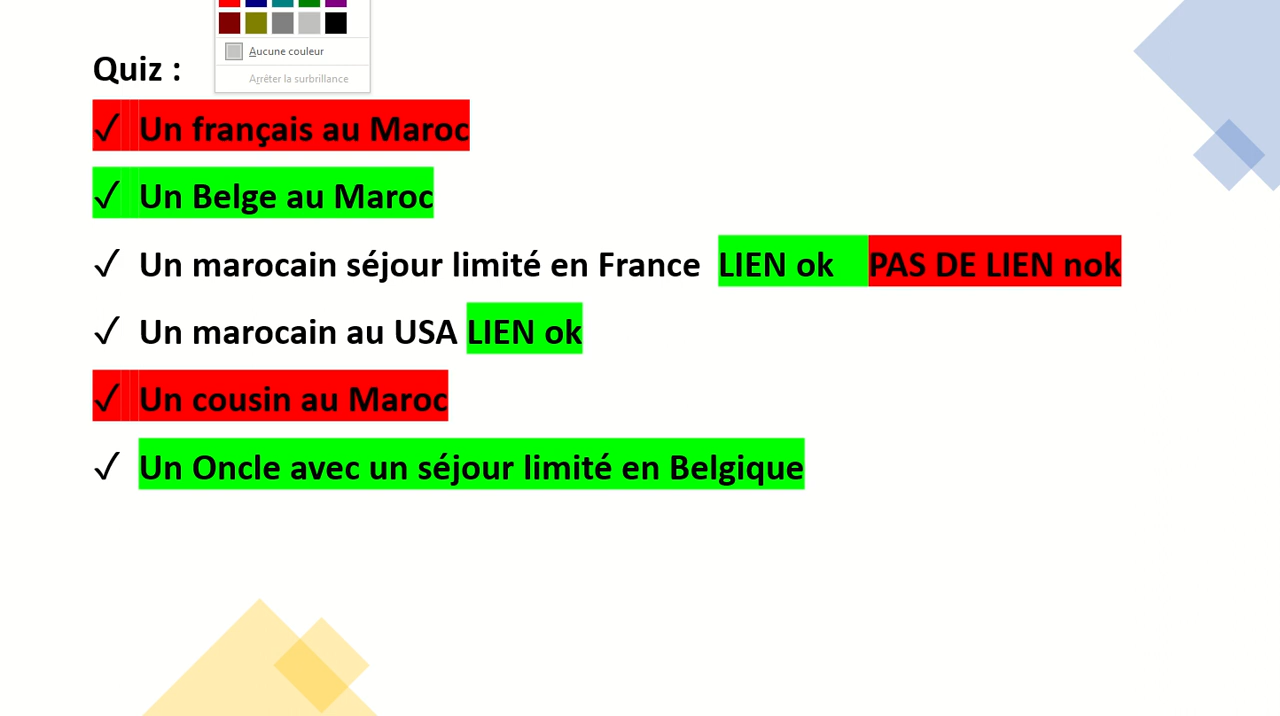 Aucune couleur
Arrêter la surbrillance
Quiz :
✓ Un français au Maroc
✓ Un Belge au Maroc
✓ Un marocain séjour limité en France LIEN ok PAS DE LIEN nok
✓ Un marocain au USA LIEN ok
✓ Un cousin au Maroc
✓ Un Oncle avec un séjour limité en Belgique